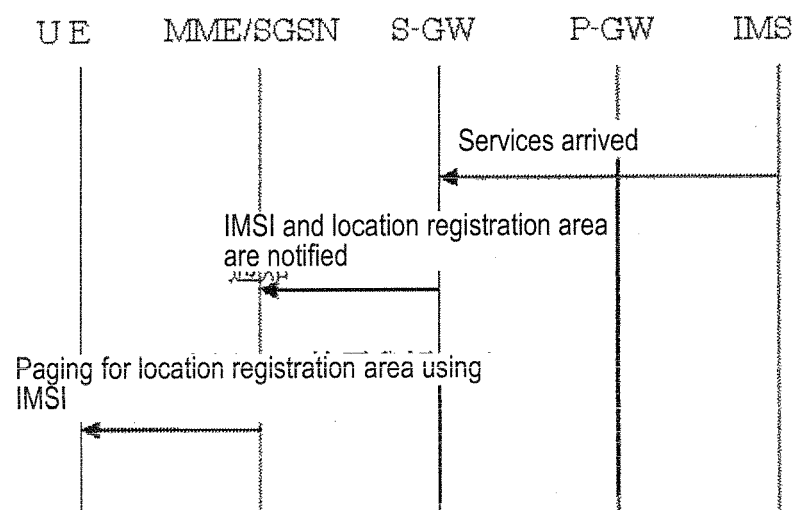 U E MME/SGSN S-GW P-GW IMS
Services arrived
IMSI and location registration area
are notified
Paging for location registration area using
IMSI